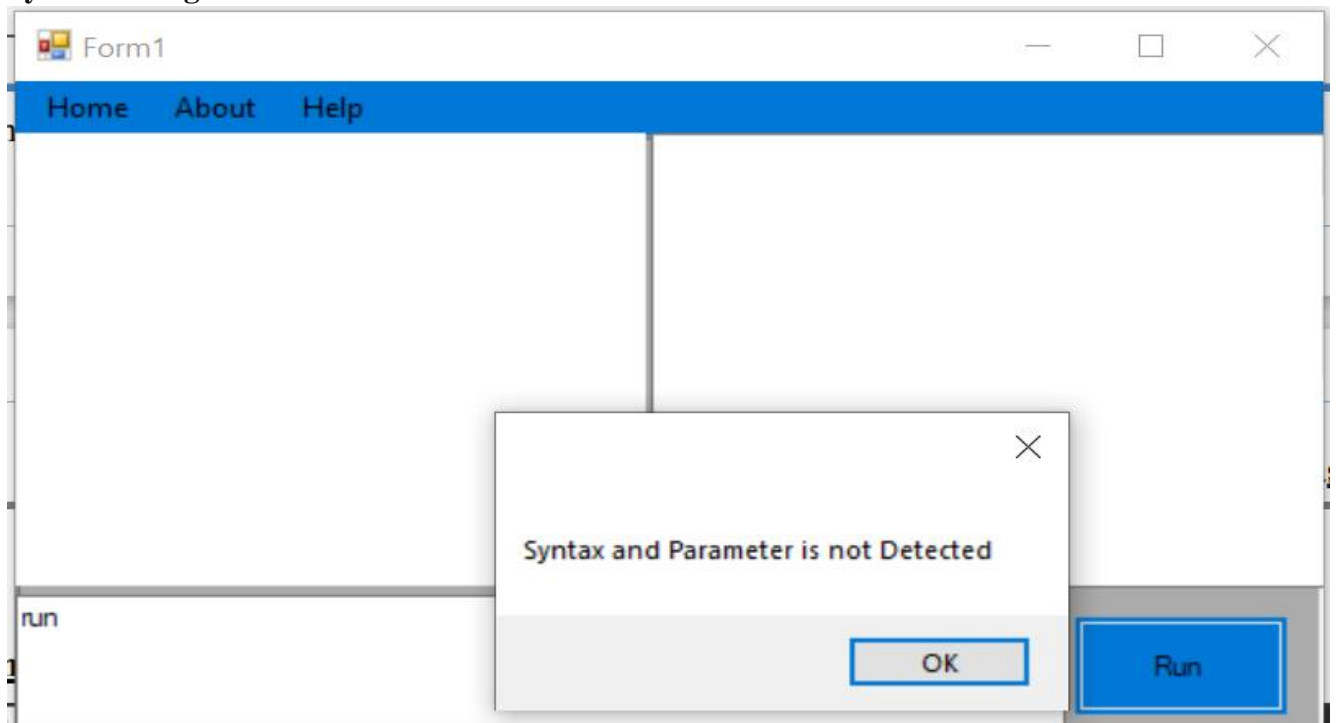 Form1
Home About Help
Syntax and Parameter is not Detected
run
OK
Run